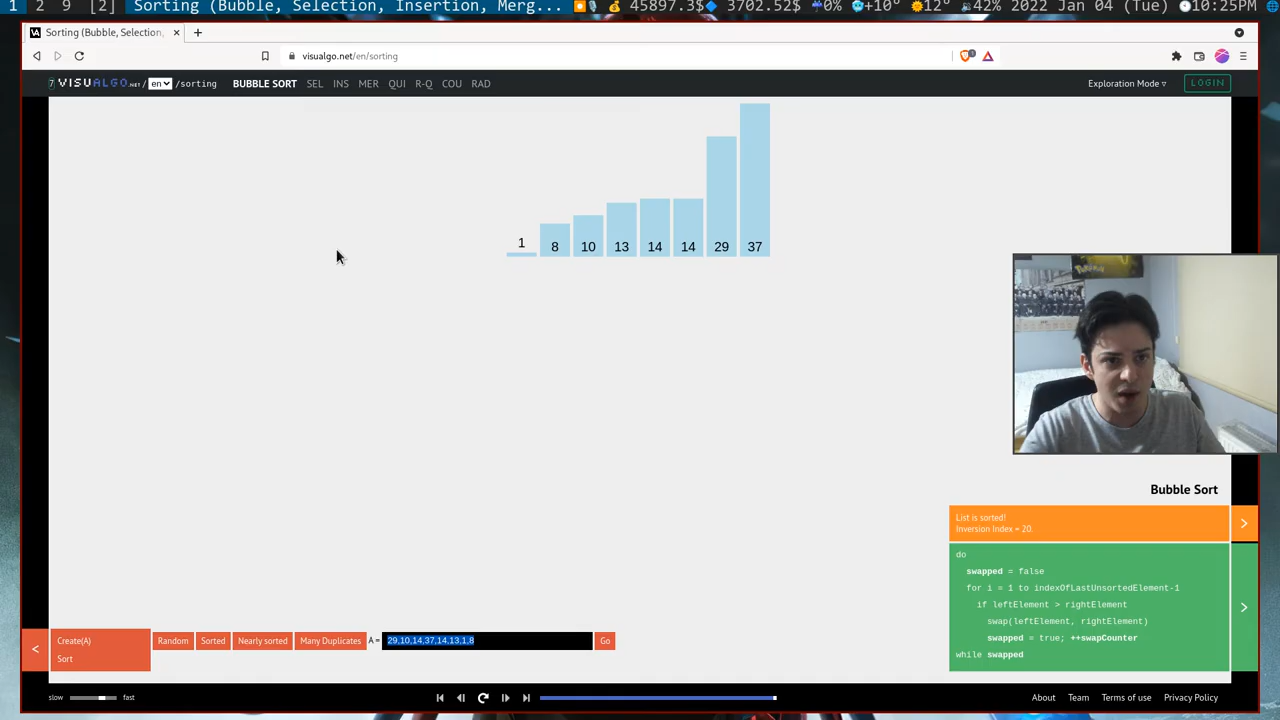 1 2 9 [2] Sorting (Bubble, Selection, Insertion, Merg... 45897.3$ 3702.52$ 0% +10° 12° 42% 2022 Jan 04 (Tue) 10:25PM
Sorting (Bubble, Selection,
visualgo.net/en/sorting
7 VISUALGO.NET/ en /sorting BUBBLE SORT SEL INS MER QUI R-Q COU RAD Exploration Mode ▿ LOGIN
1 8 10 13 14 14 29 37
Bubble Sort
List is sorted!
Inversion Index = 20.
do
swapped = false
for i = 1 to indexOfLastUnsortedElement-1
if leftElement > rightElement
swap(leftElement, rightElement)
swapped = true; ++swapCounter
while swapped
Create(A) Random Sorted Nearly sorted Many Duplicates A = 29,10,14,37,14,13,1,8 Go
Sort
slow fast About Team Terms of use Privacy Policy